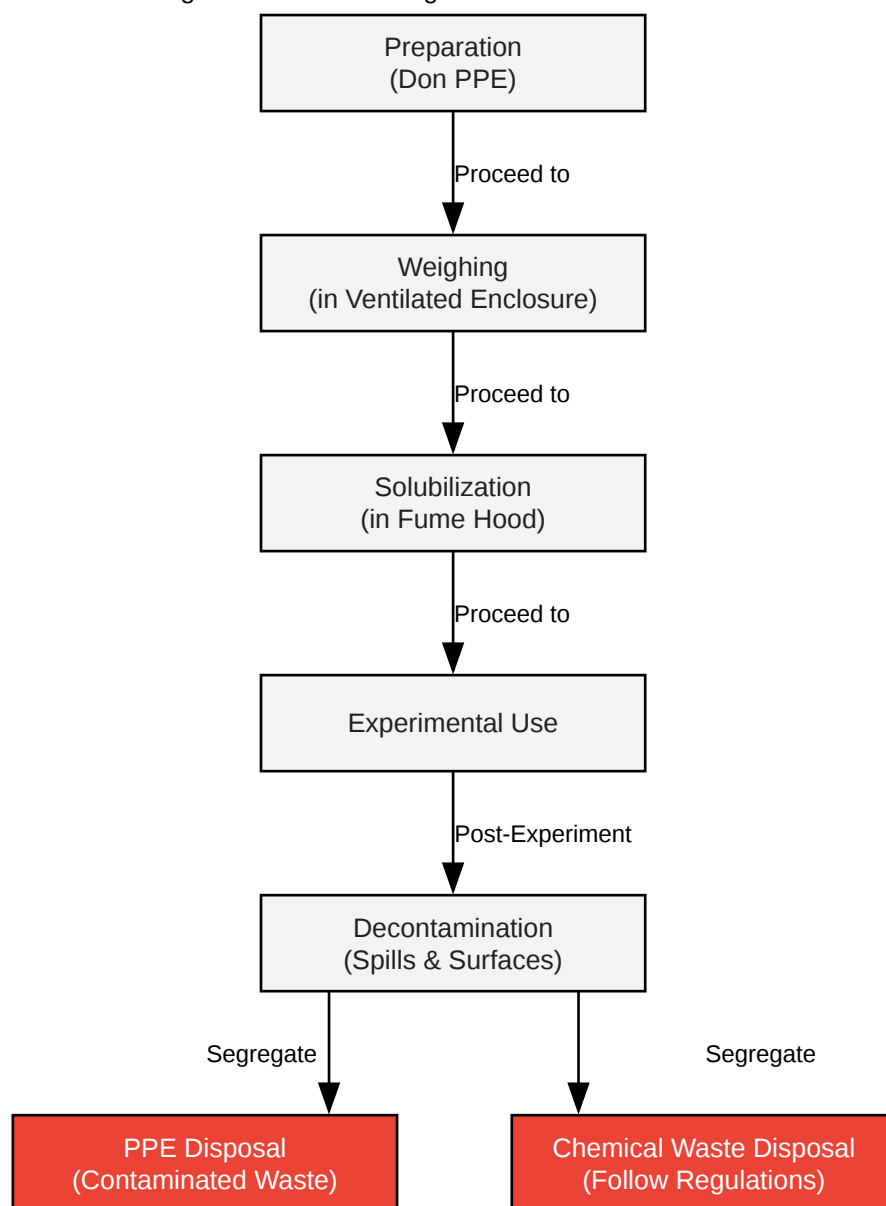 Preparation
(Don PPE)
Proceed to
Weighing
(in Ventilated Enclosure)
Proceed to
Solubilization
(in Fume Hood)
Proceed to
Experimental Use
Post-Experiment
Decontamination
(Spills & Surfaces)
Segregate
Segregate
PPE Disposal
(Contaminated Waste)
Chemical Waste Disposal
(Follow Regulations)